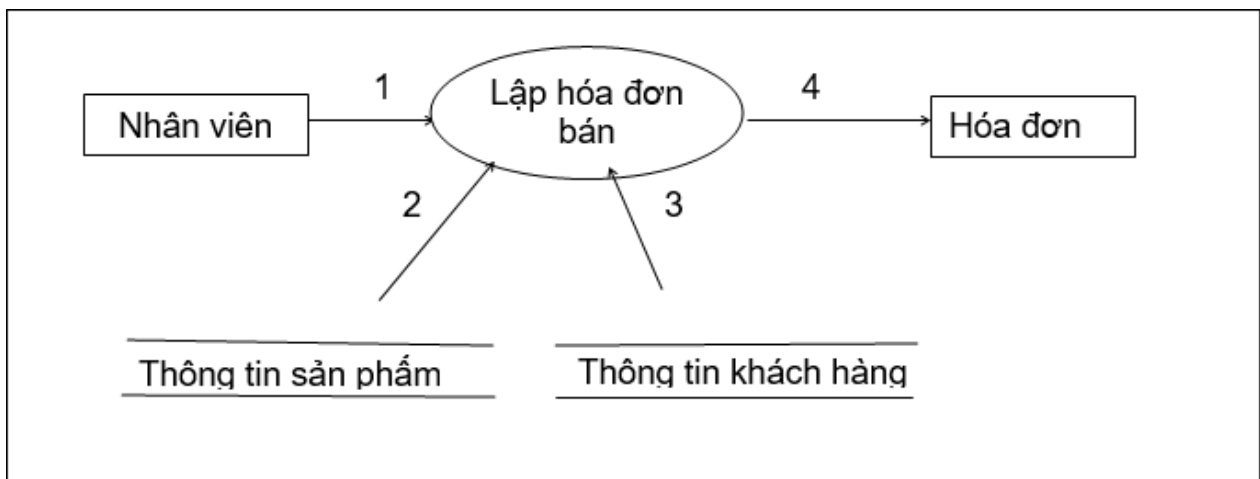 1
4
Nhân viên
Lập hóa đơn
bán
Hóa đơn
2
3
Thông tin sản phẩm
Thông tin khách hàng